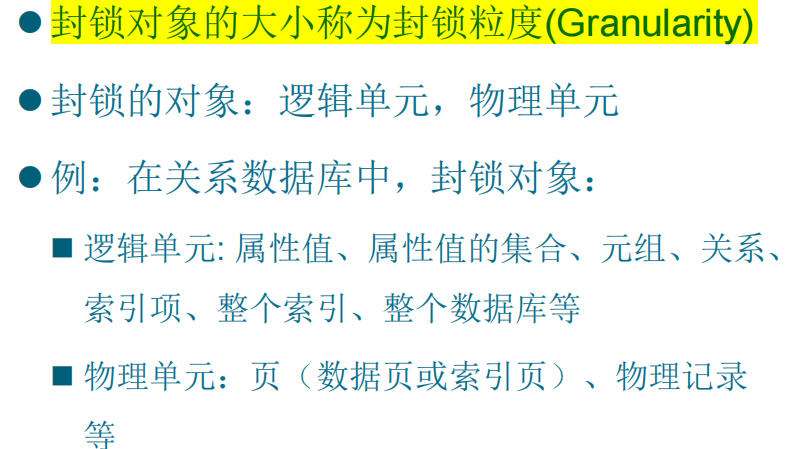 ●封锁对象的大小称为封锁粒度(Granularity)
●封锁的对象：逻辑单元，物理单元
●例：在关系数据库中，封锁对象：
■逻辑单元: 属性值、属性值的集合、元组、关系、
索引项、整个索引、整个数据库等
■物理单元：页（数据页或索引页）、物理记录
等